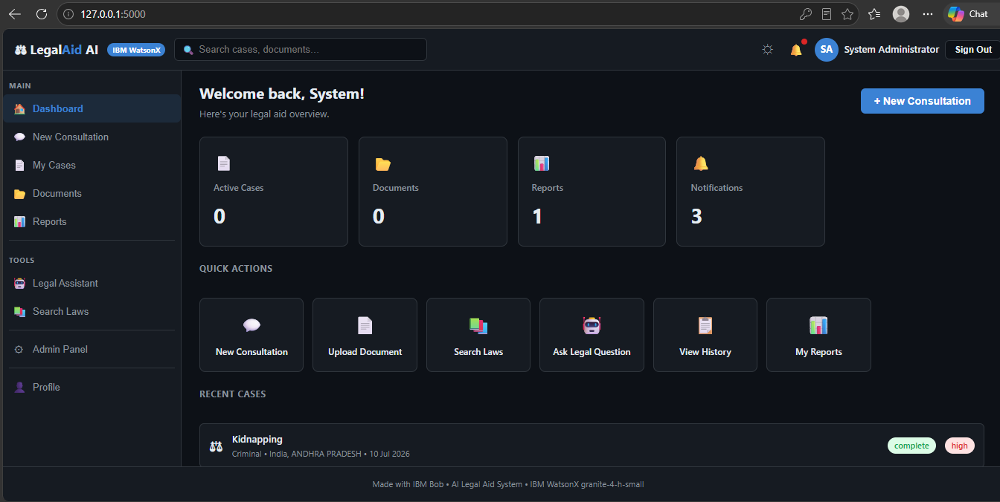 127.0.0.1:5000
Chat
LegalAid AI
IBM WatsonX
Search cases, documents...
SA
System Administrator
Sign Out
MAIN
Dashboard
New Consultation
My Cases
Documents
Reports
TOOLS
Legal Assistant
Search Laws
Admin Panel
Profile
Welcome back, System!
Here's your legal aid overview.
+ New Consultation
Active Cases
0
Documents
0
Reports
1
Notifications
3
QUICK ACTIONS
New Consultation
Upload Document
Search Laws
Ask Legal Question
View History
My Reports
RECENT CASES
Kidnapping
Criminal • India, ANDHRA PRADESH • 10 Jul 2026
complete
high
Made with IBM Bob • AI Legal Aid System • IBM WatsonX granite-4-h-small